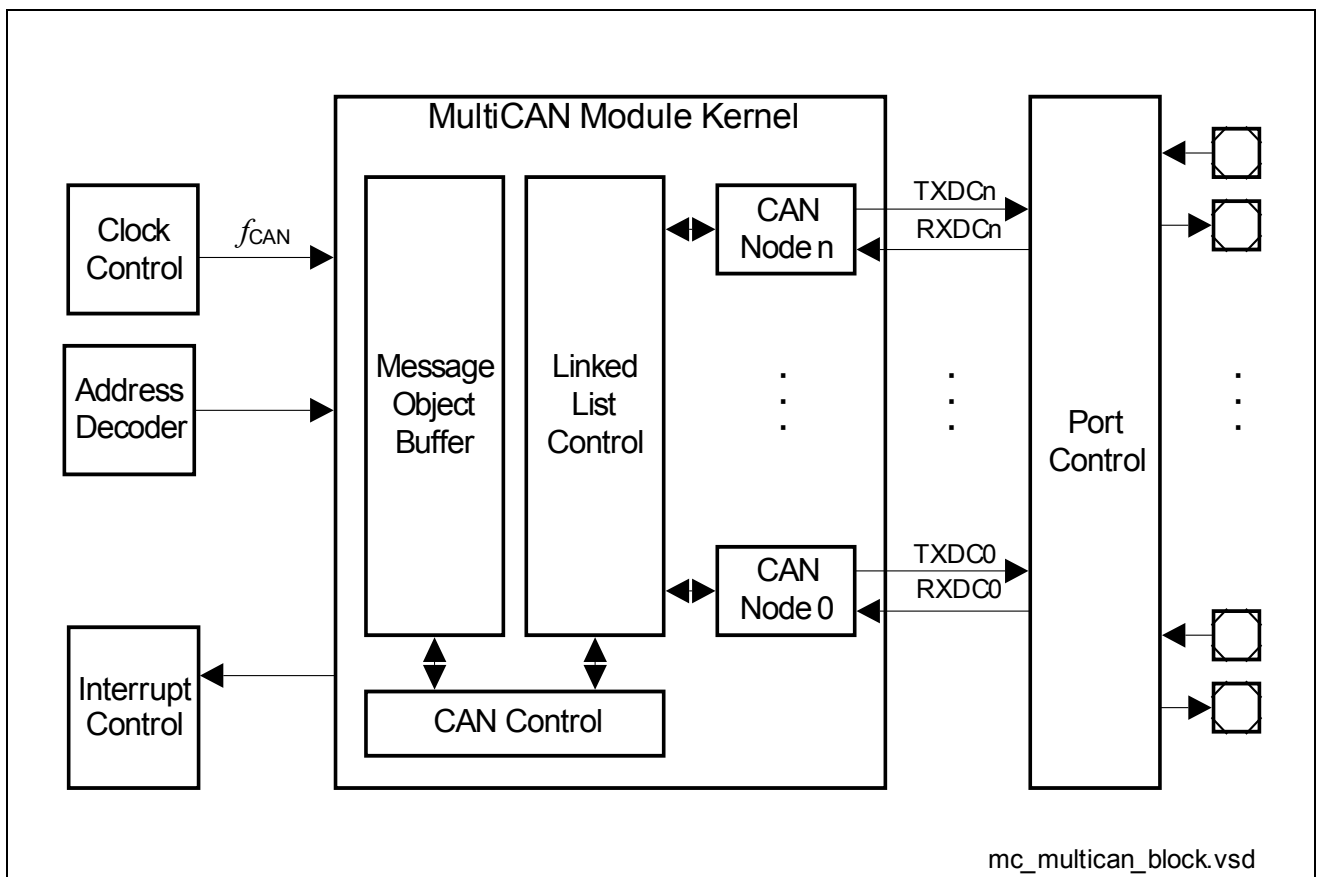 MultiCAN Module Kernel
Clock
Control
fCAN
Address
Decoder
Interrupt
Control
Message
Object
Buffer
Linked
List
Control
CAN Control
CAN
Node n
TXDCn
RXDCn
CAN
Node 0
TXDC0
RXDC0
Port
Control
mc_multican_block.vsd